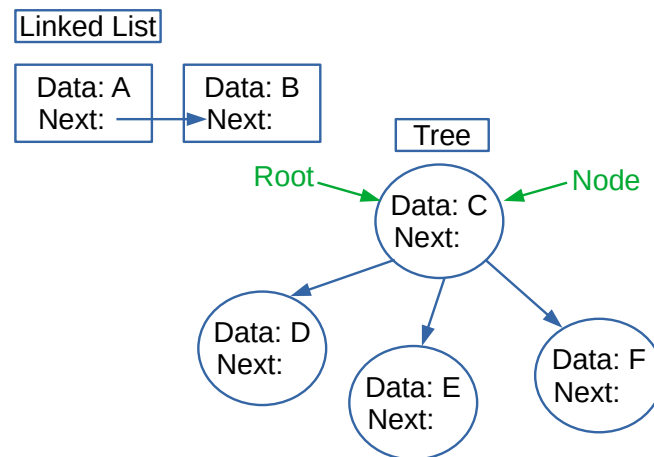 Linked List
Data: A
Next:
Data: B
Next:
Tree
Root
Node
Data: C
Next:
Data: D
Next:
Data: E
Next:
Data: F
Next: